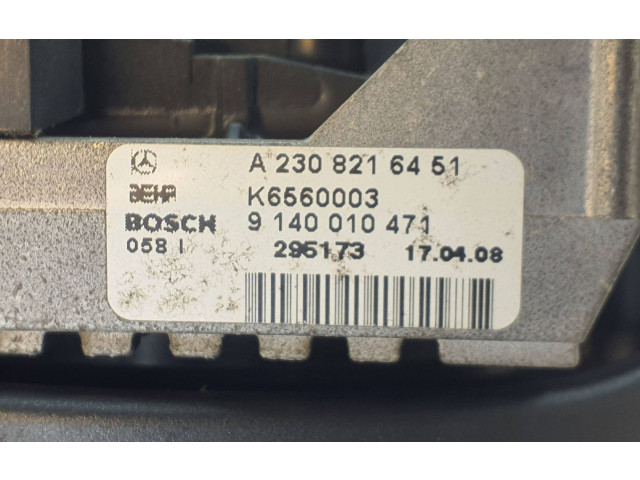 A 230 821 64 51
BEHR K6560003
BOSCH 9 140 010 471
058 I 295173 17.04.08